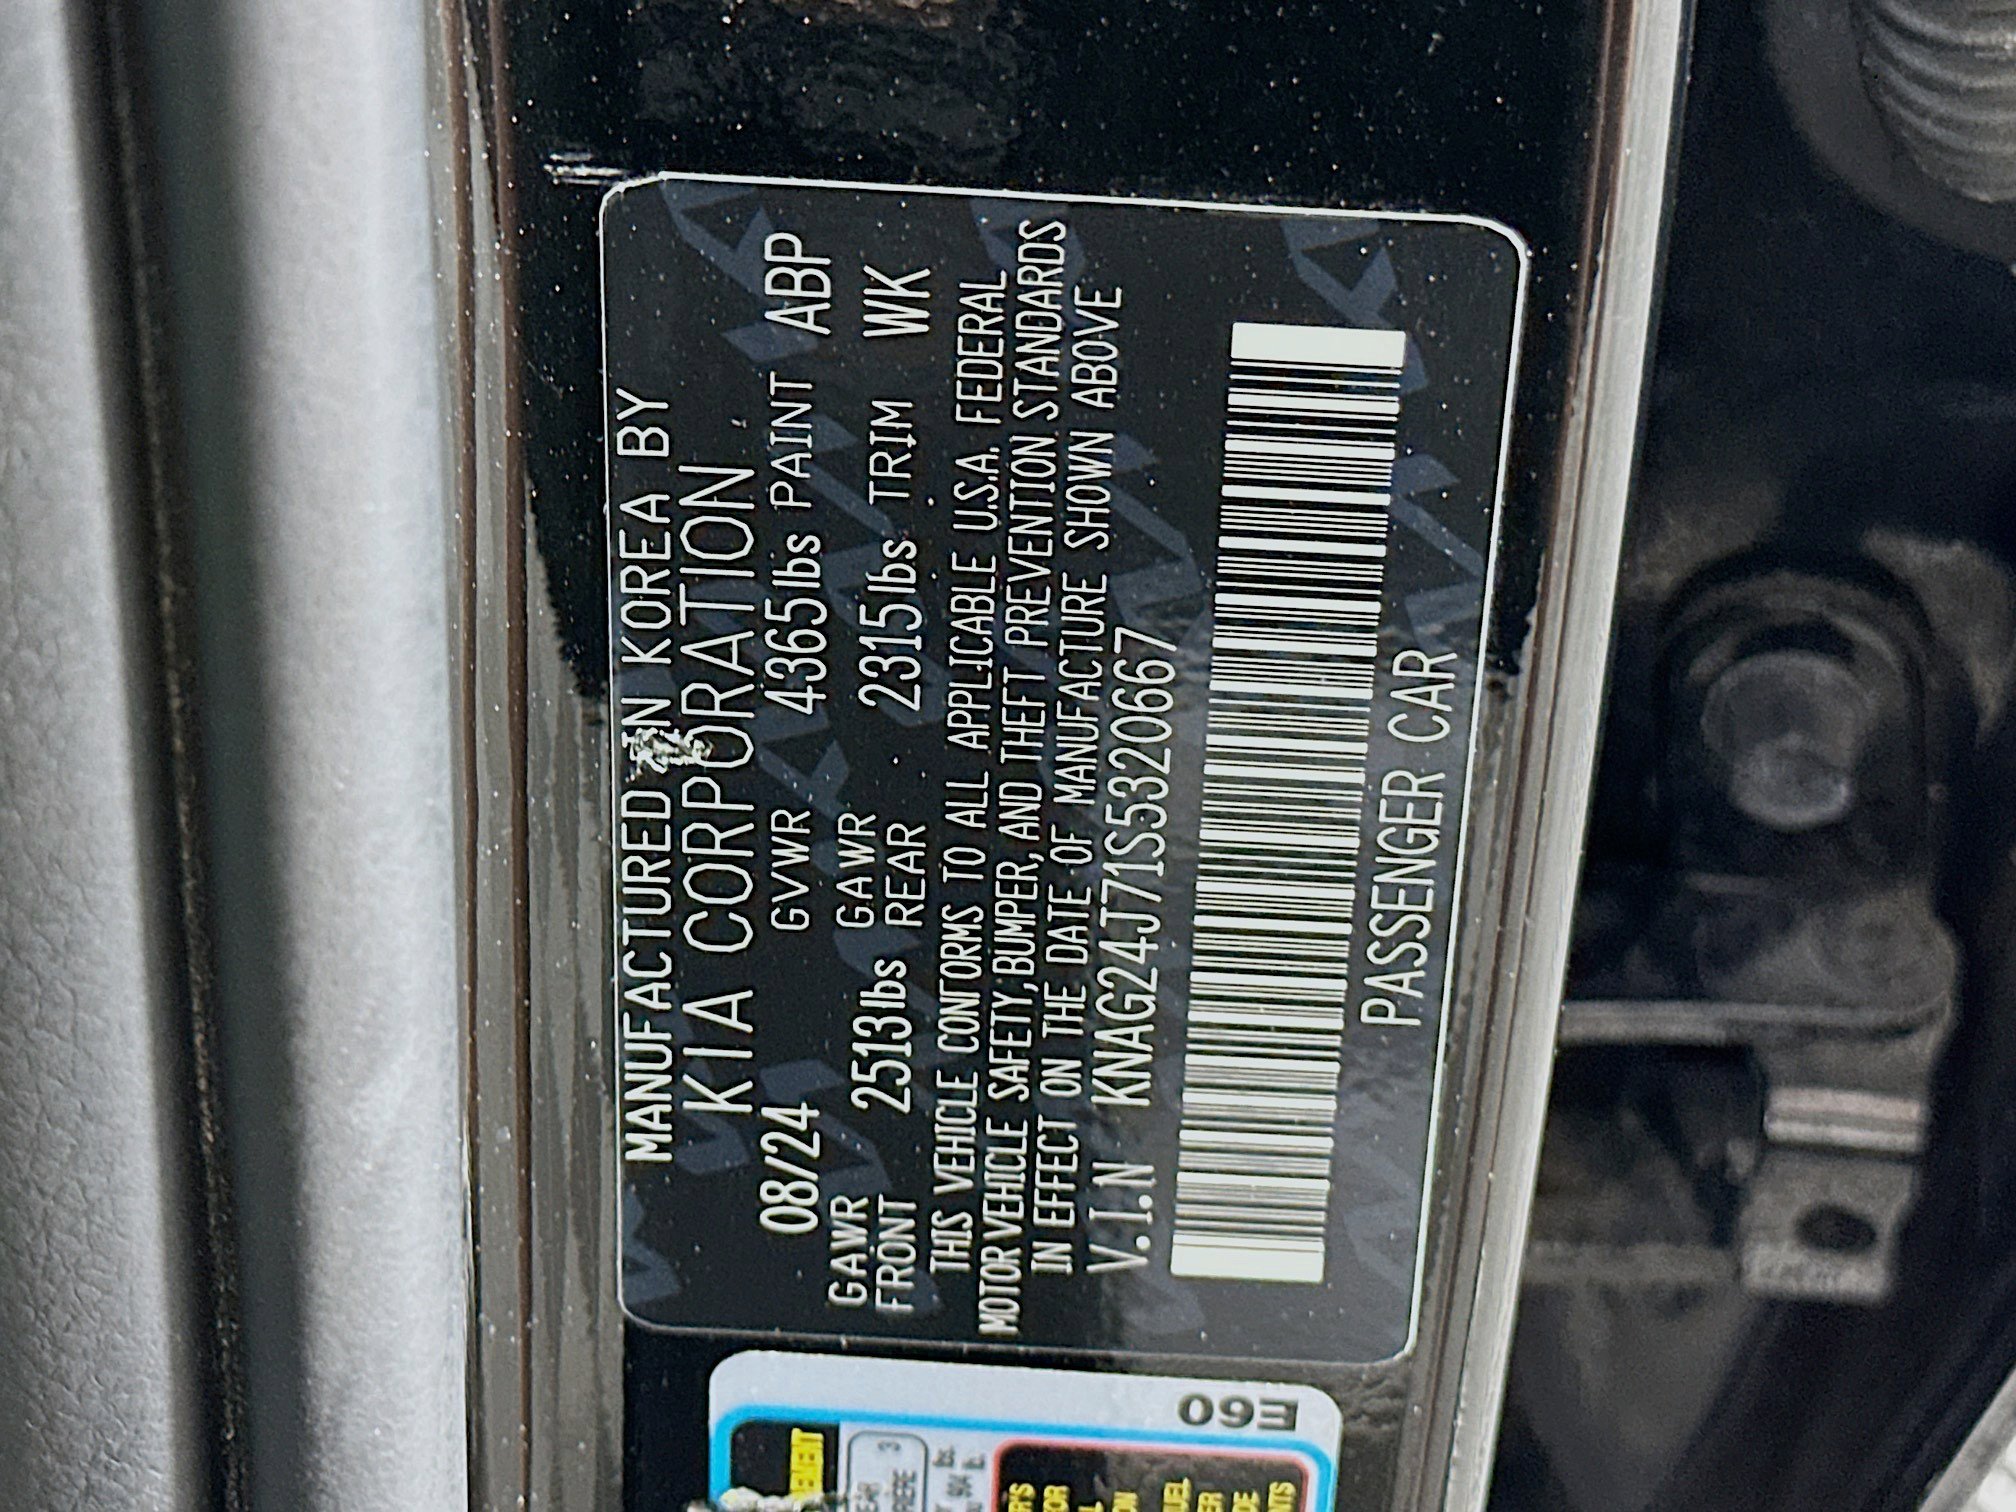 MANUFACTURED IN KOREA BY
KIA CORPORATION
08/24 GVWR 4365lbs PAINT ABP
GAWR FRONT 2513lbs GAWR REAR 2315lbs TRIM WK
THIS VEHICLE CONFORMS TO ALL APPLICABLE U.S.A. FEDERAL
MOTOR VEHICLE SAFETY, BUMPER, AND THEFT PREVENTION STANDARDS
IN EFFECT ON THE DATE OF MANUFACTURE SHOWN ABOVE
V.I.N KNAG24J71S5320667
PASSENGER CAR
E60